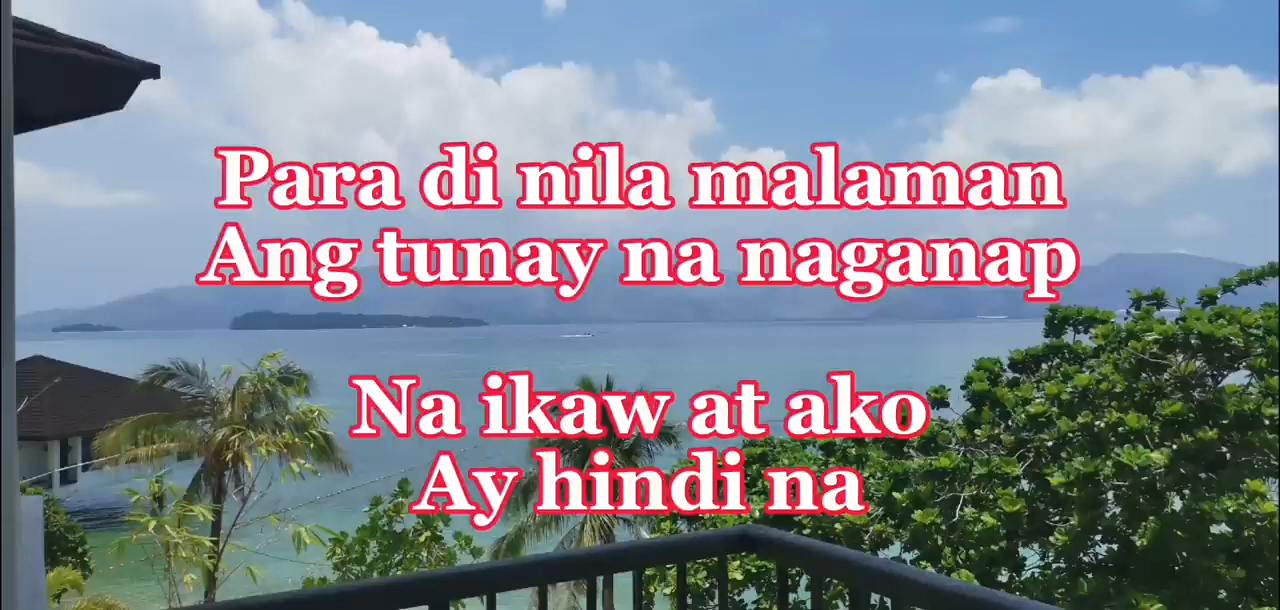 Para di nila malaman
Ang tunay na naganap
Na ikaw at ako
Ay hindi na